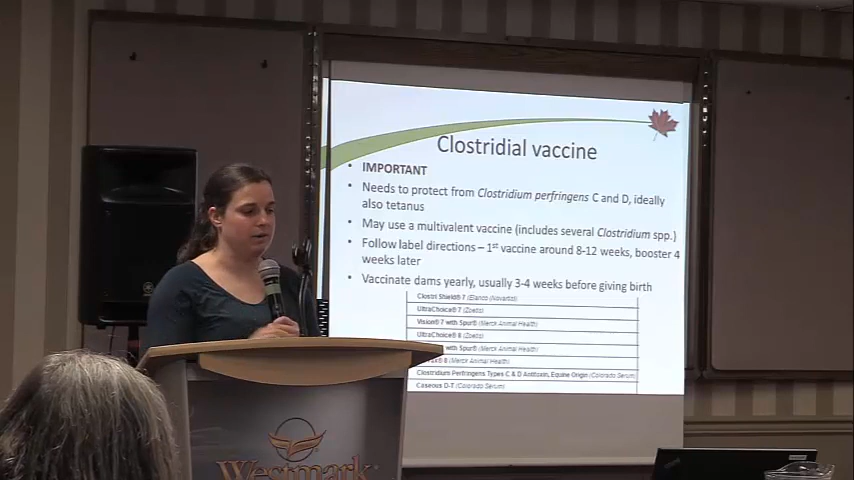 Clostridial vaccine
• IMPORTANT
• Needs to protect from Clostridium perfringens C and D, ideally
also tetanus
• May use a multivalent vaccine (includes several Clostridium spp.)
• Follow label directions – 1st vaccine around 8-12 weeks, booster 4
weeks later
• Vaccinate dams yearly, usually 3-4 weeks before giving birth
Clostri Shield® 7 (Elanco (Novartis))
UltraChoice® 7 (Zoetis)
Vision® 7 with Spur® (Merck Animal Health)
UltraChoice® 8 (Zoetis)
with Spur® (Merck Animal Health)
8 (Merck Animal Health)
Clostridium Perfringens Types C & D Antitoxin, Equine Origin (Colorado Serum)
Caseous D-T (Colorado Serum)
Westmark